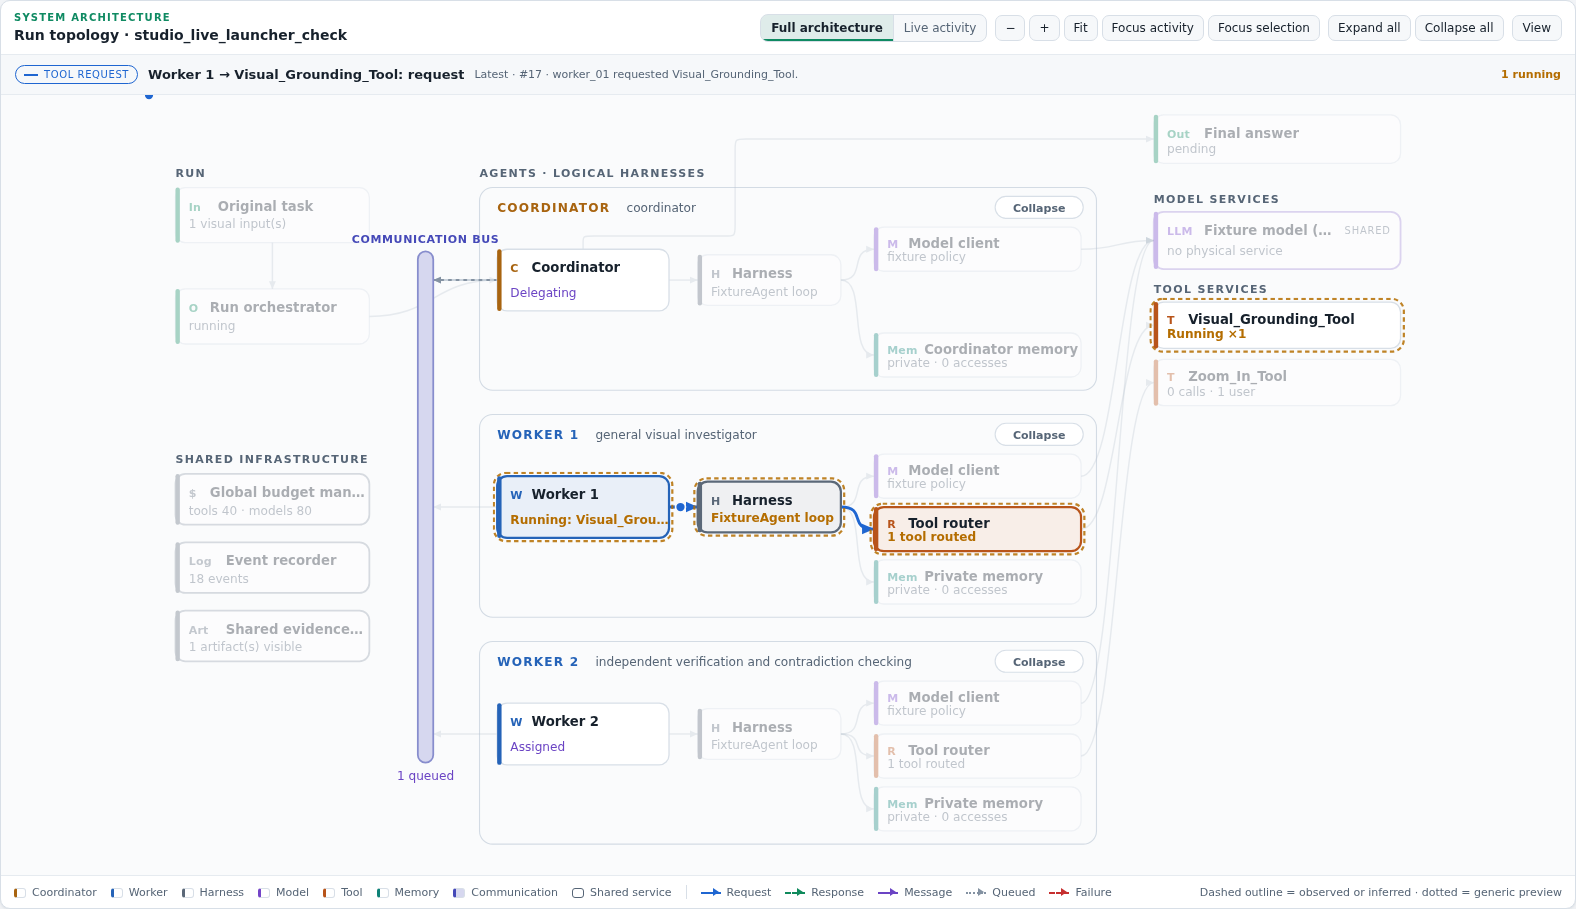 SYSTEM ARCHITECTURE
Run topology · studio_live_launcher_check
Full architecture
Live activity
−
+
Fit
Focus activity
Focus selection
Expand all
Collapse all
View
TOOL REQUEST
Worker 1 → Visual_Grounding_Tool: request
Latest · #17 · worker_01 requested Visual_Grounding_Tool.
1 running
RUN
In Original task
1 visual input(s)
O Run orchestrator
running
COMMUNICATION BUS
1 queued
SHARED INFRASTRUCTURE
$ Global budget man…
tools 40 · models 80
Log Event recorder
18 events
Art Shared evidence…
1 artifact(s) visible
AGENTS · LOGICAL HARNESSES
COORDINATOR coordinator
Collapse
C Coordinator
Delegating
H Harness
FixtureAgent loop
M Model client
fixture policy
Mem Coordinator memory
private · 0 accesses
WORKER 1 general visual investigator
Collapse
W Worker 1
Running: Visual_Grou…
H Harness
FixtureAgent loop
M Model client
fixture policy
R Tool router
1 tool routed
Mem Private memory
private · 0 accesses
WORKER 2 independent verification and contradiction checking
Collapse
W Worker 2
Assigned
H Harness
FixtureAgent loop
M Model client
fixture policy
R Tool router
1 tool routed
Mem Private memory
private · 0 accesses
Out Final answer
pending
MODEL SERVICES
LLM Fixture model (… SHARED
no physical service
TOOL SERVICES
T Visual_Grounding_Tool
Running ×1
T Zoom_In_Tool
0 calls · 1 user
Coordinator
Worker
Harness
Model
Tool
Memory
Communication
Shared service
Request
Response
Message
Queued
Failure
Dashed outline = observed or inferred · dotted = generic preview